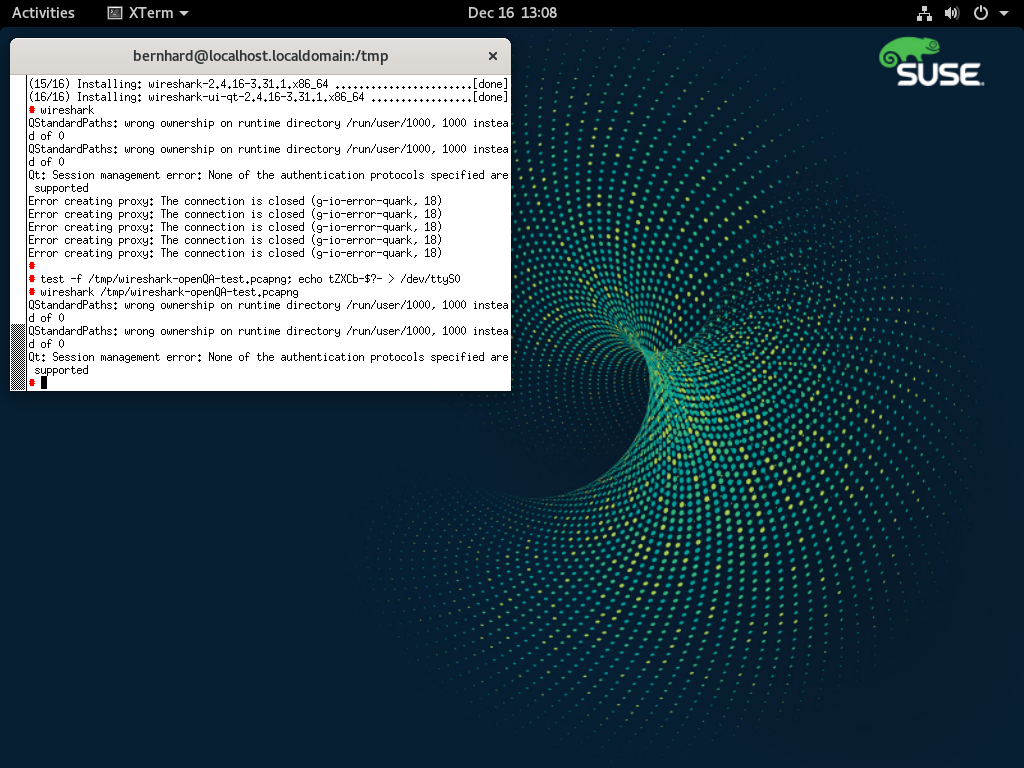 Activities XTerm Dec 16 13:08
SUSE
bernhard@localhost.localdomain:/tmp
(15/16) Installing: wireshark-2.4.16-3.31.1.x86_64 .......................[done]
(16/16) Installing: wireshark-ui-qt-2.4.16-3.31.1.x86_64 .................[done]
# wireshark
QStandardPaths: wrong ownership on runtime directory /run/user/1000, 1000 instea
d of 0
QStandardPaths: wrong ownership on runtime directory /run/user/1000, 1000 instea
d of 0
Qt: Session management error: None of the authentication protocols specified are
 supported
Error creating proxy: The connection is closed (g-io-error-quark, 18)
Error creating proxy: The connection is closed (g-io-error-quark, 18)
Error creating proxy: The connection is closed (g-io-error-quark, 18)
Error creating proxy: The connection is closed (g-io-error-quark, 18)
Error creating proxy: The connection is closed (g-io-error-quark, 18)
#
# test -f /tmp/wireshark-openQA-test.pcapng; echo tZXCb-$?- > /dev/ttyS0
# wireshark /tmp/wireshark-openQA-test.pcapng
QStandardPaths: wrong ownership on runtime directory /run/user/1000, 1000 instea
d of 0
QStandardPaths: wrong ownership on runtime directory /run/user/1000, 1000 instea
d of 0
Qt: Session management error: None of the authentication protocols specified are
 supported
#